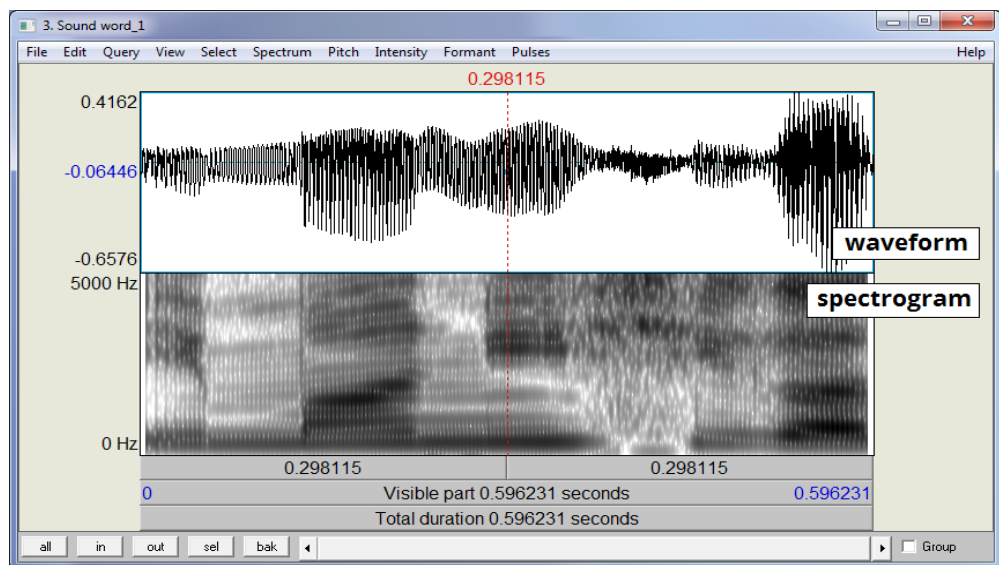 3. Sound word_1
File Edit Query View Select Spectrum Pitch Intensity Formant Pulses Help
0.298115
0.4162
-0.06446
-0.6576
waveform
5000 Hz
spectrogram
0 Hz
0.298115 0.298115
0 Visible part 0.596231 seconds 0.596231
Total duration 0.596231 seconds
all in out sel bak Group